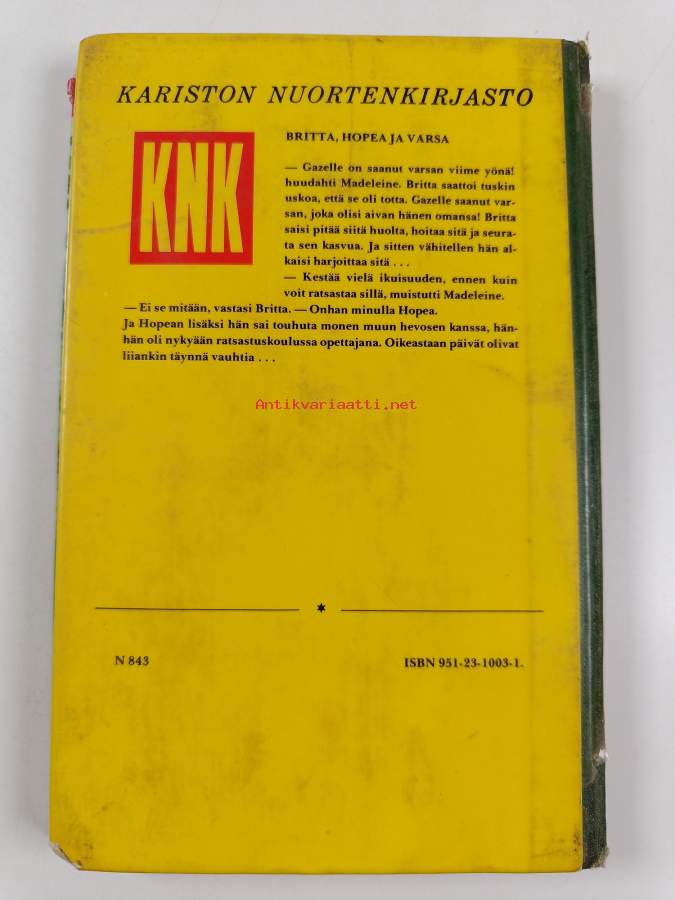 KARISTON NUORTENKIRJASTO
KNK
BRITTA, HOPEA JA VARSA
— Gazelle on saanut varsan viime yönä!
huudahti Madeleine. Britta saattoi tuskin
uskoa, että se oli totta. Gazelle saanut var-
san, joka olisi aivan hänen omansa! Britta
saisi pitää siitä huolta, hoitaa sitä ja seura-
ta sen kasvua. Ja sitten vähitellen hän al-
kaisi harjoittaa sitä . . .
— Kestää vielä ikuisuuden, ennen kuin
voit ratsastaa sillä, muistutti Madeleine.
— Ei se mitään, vastasi Britta. — Onhan minulla Hopea.
Ja Hopean lisäksi hän sai touhuta monen muun hevosen kanssa, hän-
hän oli nykyään ratsastuskoulussa opettajana. Oikeastaan päivät olivat
liiankin täynnä vauhtia . . .
Antikvariaatti.net
N 843
ISBN 951-23-1003-1.